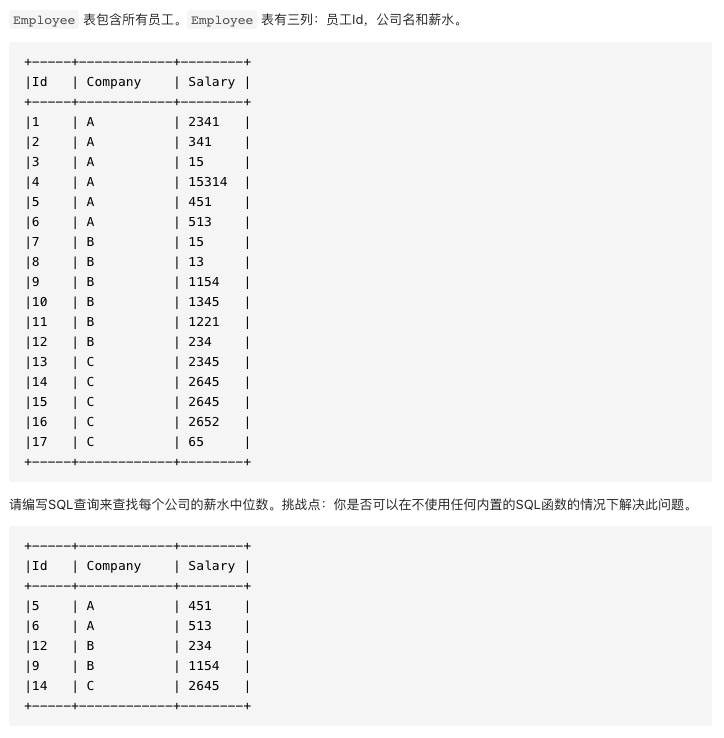 Employee 表包含所有员工。Employee 表有三列：员工Id，公司名和薪水。
+-----+------------+--------+
|Id   | Company    | Salary |
+-----+------------+--------+
|1    | A          | 2341   |
|2    | A          | 341    |
|3    | A          | 15     |
|4    | A          | 15314  |
|5    | A          | 451    |
|6    | A          | 513    |
|7    | B          | 15     |
|8    | B          | 13     |
|9    | B          | 1154   |
|10   | B          | 1345   |
|11   | B          | 1221   |
|12   | B          | 234    |
|13   | C          | 2345   |
|14   | C          | 2645   |
|15   | C          | 2645   |
|16   | C          | 2652   |
|17   | C          | 65     |
+-----+------------+--------+
请编写SQL查询来查找每个公司的薪水中位数。挑战点：你是否可以在不使用任何内置的SQL函数的情况下解决此问题。
+-----+------------+--------+
|Id   | Company    | Salary |
+-----+------------+--------+
|5    | A          | 451    |
|6    | A          | 513    |
|12   | B          | 234    |
|9    | B          | 1154   |
|14   | C          | 2645   |
+-----+------------+--------+